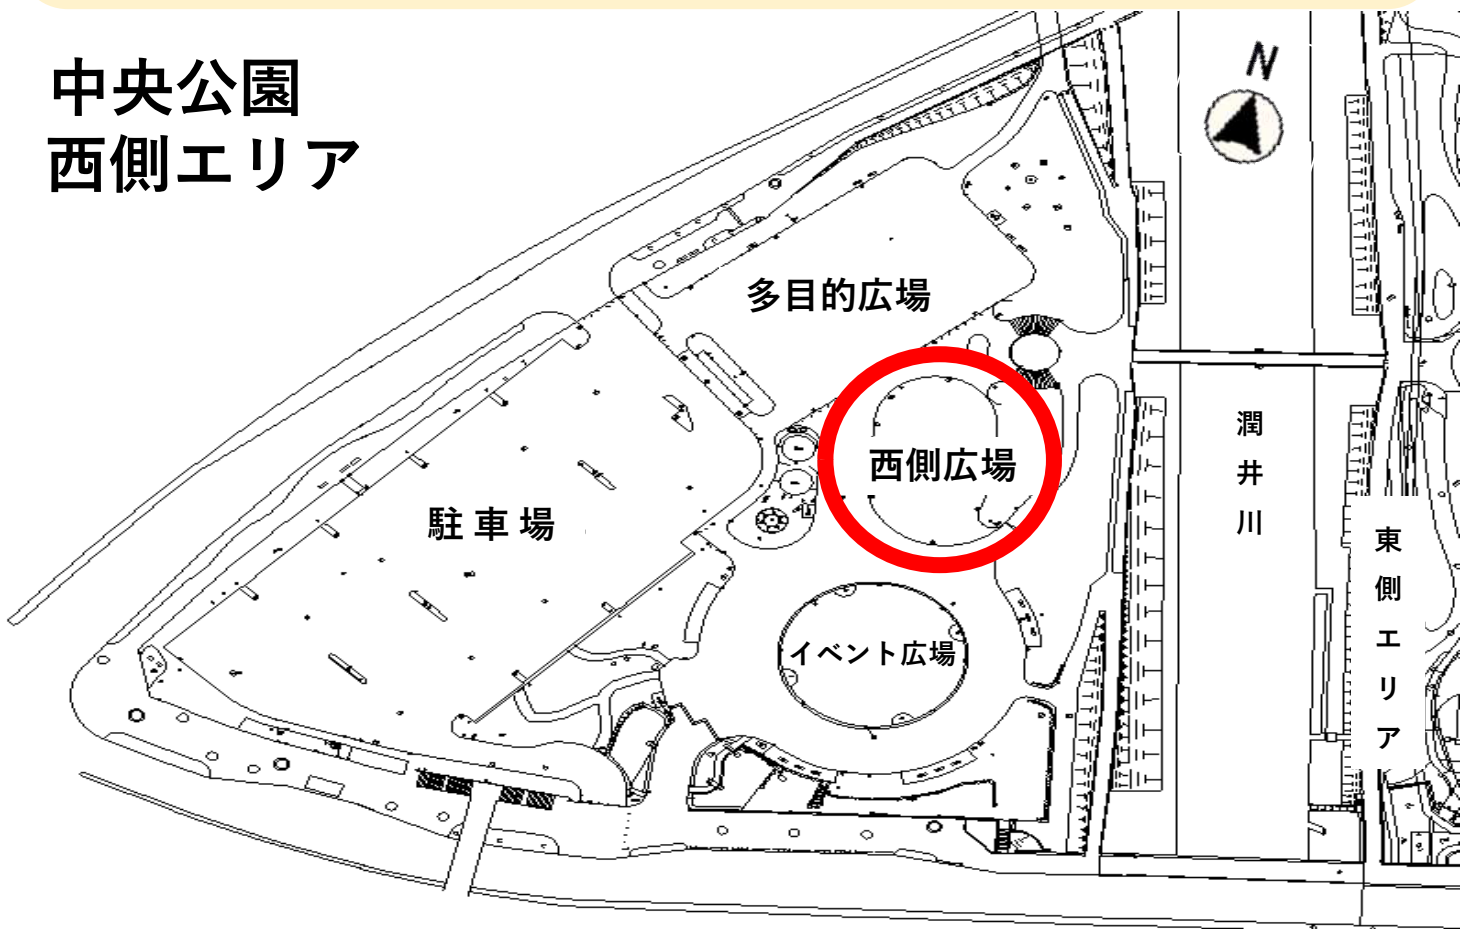 中央公園
西側エリア
N
多目的広場
西側広場
潤井川
駐車場
東側エリア
イベント広場